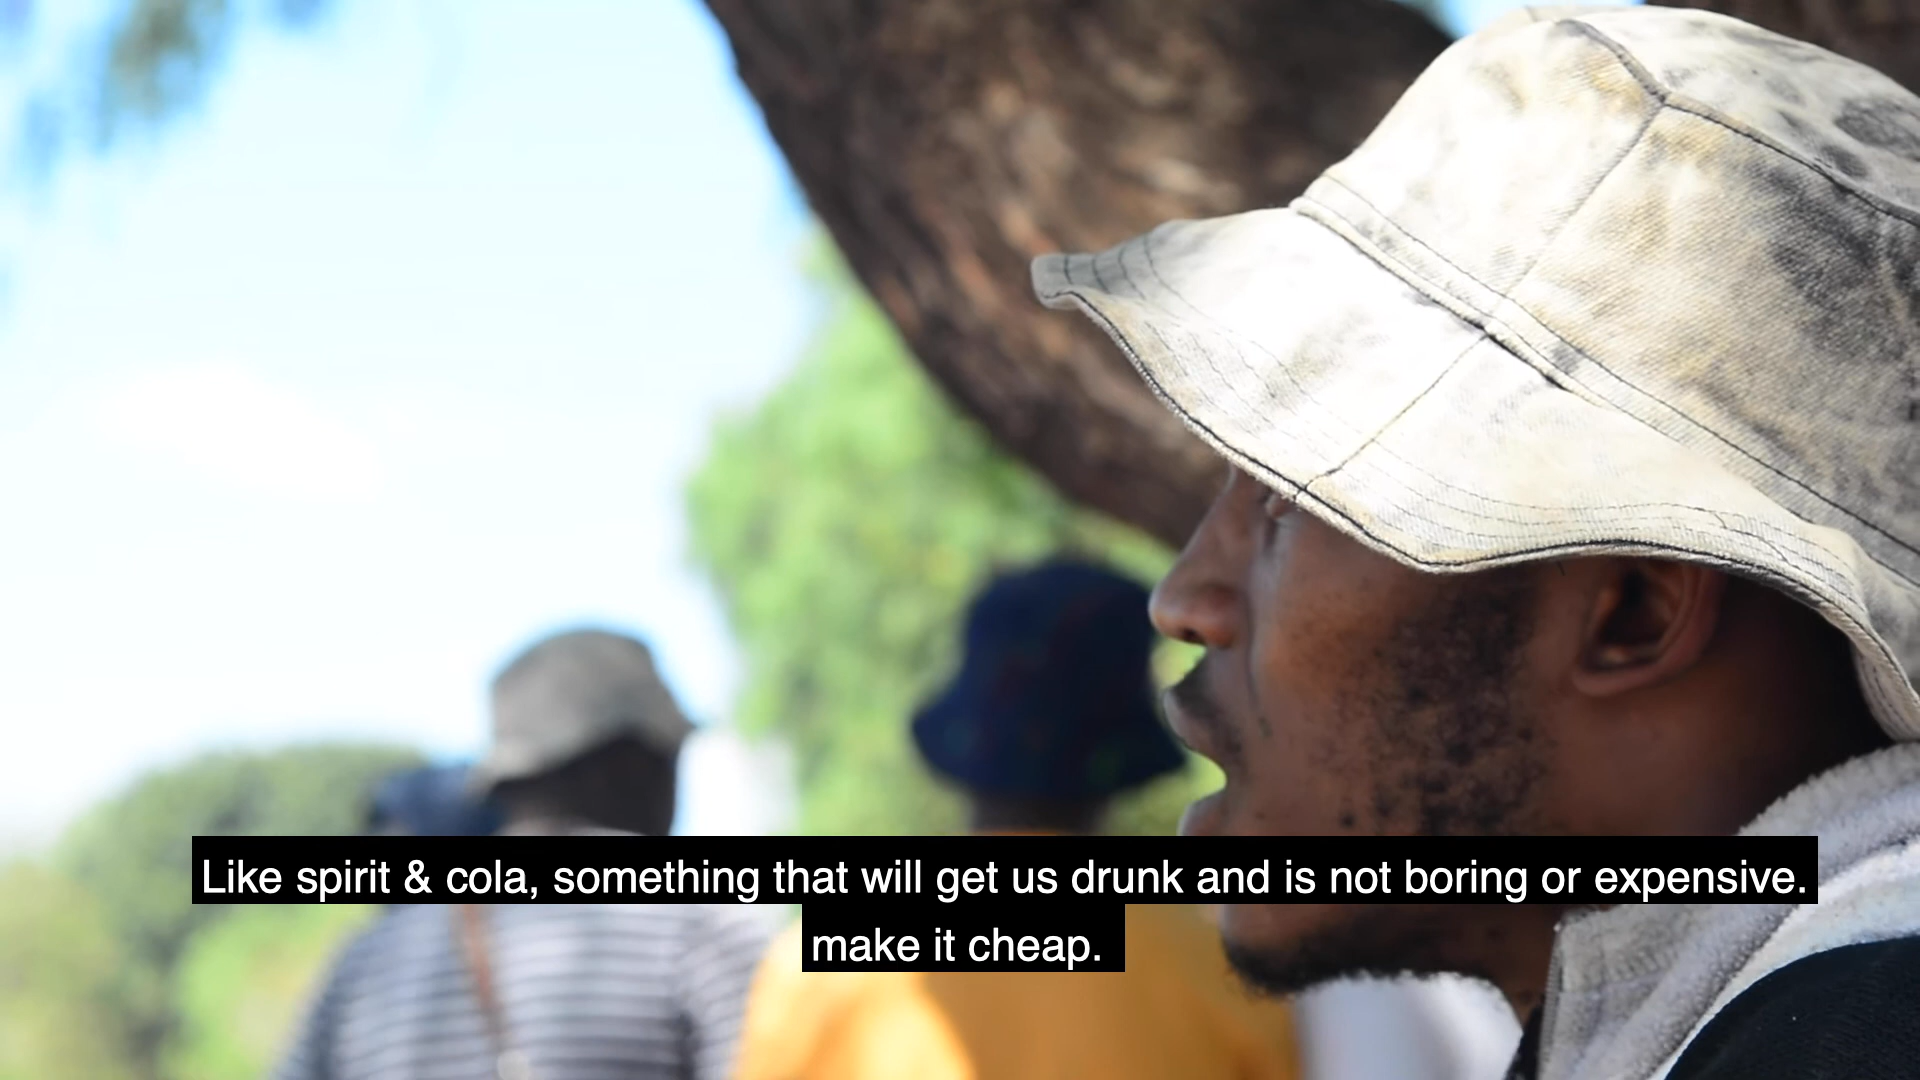 Like spirit & cola, something that will get us drunk and is not boring or expensive.
make it cheap.